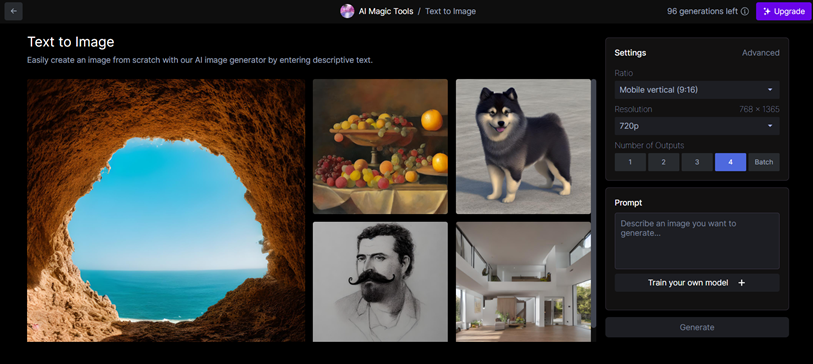 AI Magic Tools / Text to Image
96 generations left
Upgrade
Text to Image
Easily create an image from scratch with our AI image generator by entering descriptive text.
Settings
Advanced
Ratio
Mobile vertical (9:16)
Resolution
768 × 1365
720p
Number of Outputs
1
2
3
4
Batch
Prompt
Describe an image you want to
generate...
Train your own model +
Generate